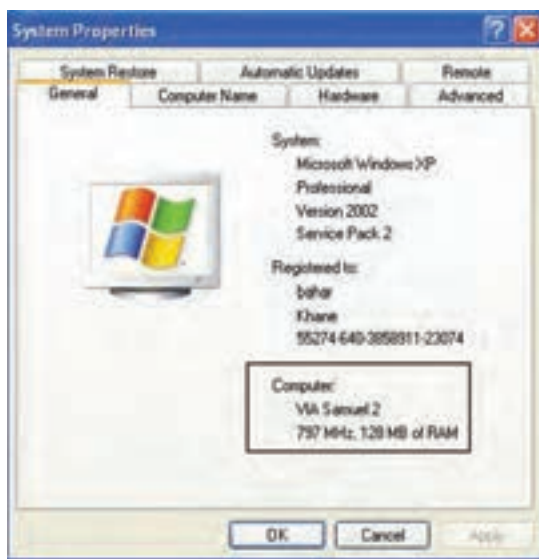 System Properties
System Restore Automatic Updates Remote
General Computer Name Hardware Advanced
System:
Microsoft Windows XP
Professional
Version 2002
Service Pack 2
Registered to:
bahar
Khane
55274-640-3858911-23074
Computer:
VIA Samuel 2
797 MHz, 128 MB of RAM
OK Cancel Apply